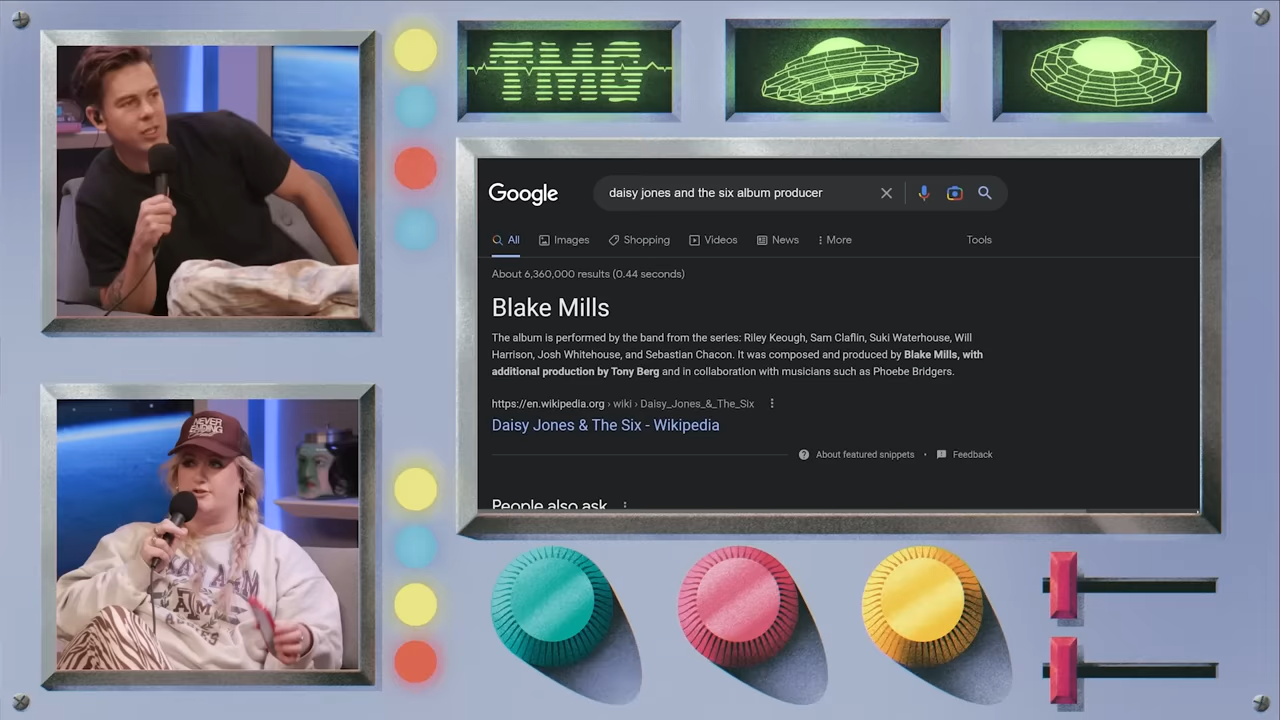 TMG
Google
daisy jones and the six album producer
All Images Shopping Videos News More Tools
About 6,360,000 results (0.44 seconds)
Blake Mills
The album is performed by the band from the series: Riley Keough, Sam Claflin, Suki Waterhouse, Will
Harrison, Josh Whitehouse, and Sebastian Chacon. It was composed and produced by Blake Mills, with
additional production by Tony Berg and in collaboration with musicians such as Phoebe Bridgers.
https://en.wikipedia.org › wiki › Daisy_Jones_&_The_Six
Daisy Jones & The Six - Wikipedia
About featured snippets • Feedback
People also ask
NEVER
ENDING